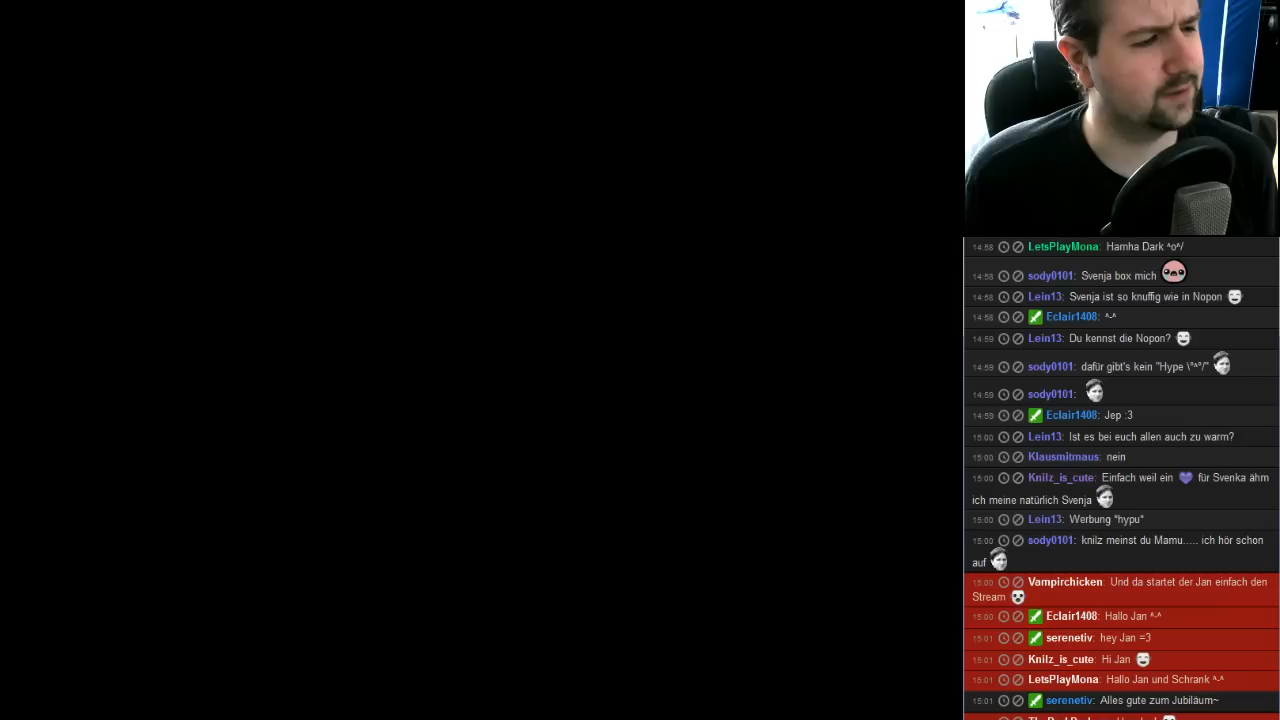 14:58 LetsPlayMona: Hamha Dark ^o^/
14:58 sody0101: Svenja box mich
14:58 Lein13: Svenja ist so knuffig wie in Nopon
14:58 Eclair1408: ^-^
14:59 Lein13: Du kennst die Nopon?
14:59 sody0101: dafür gibt's kein "Hype \°^°/"
14:59 sody0101:
14:59 Eclair1408: Jep :3
15:00 Lein13: Ist es bei euch allen auch zu warm?
15:00 Klausmitmaus: nein
15:00 Knilz_is_cute: Einfach weil ein für Svenka ähm
ich meine natürlich Svenja
15:00 Lein13: Werbung *hypu*
15:00 sody0101: knilz meinst du Mamu..... ich hör schon
auf
15:00 Vampirchicken: Und da startet der Jan einfach den
Stream
15:00 Eclair1408: Hallo Jan ^-^
15:01 serenetiv: hey Jan =3
15:01 Knilz_is_cute: Hi Jan
15:01 LetsPlayMona: Hallo Jan und Schrank ^-^
15:01 serenetiv: Alles gute zum Jubiläum~